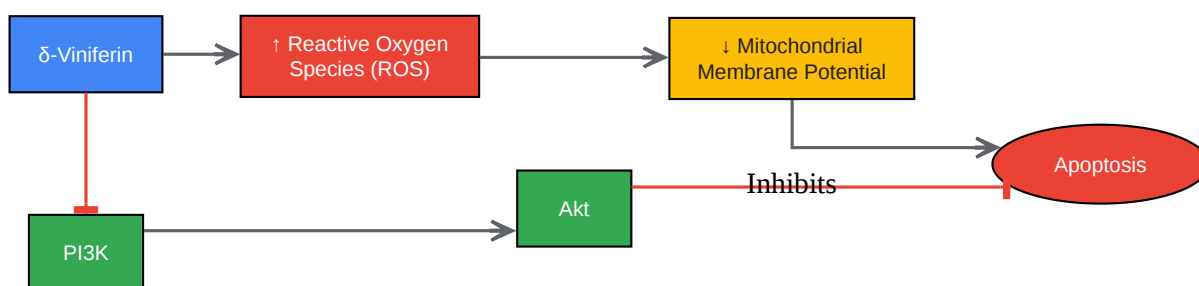 δ-Viniferin
↑ Reactive Oxygen
Species (ROS)
↓ Mitochondrial
Membrane Potential
Apoptosis
Inhibits
Akt
PI3K